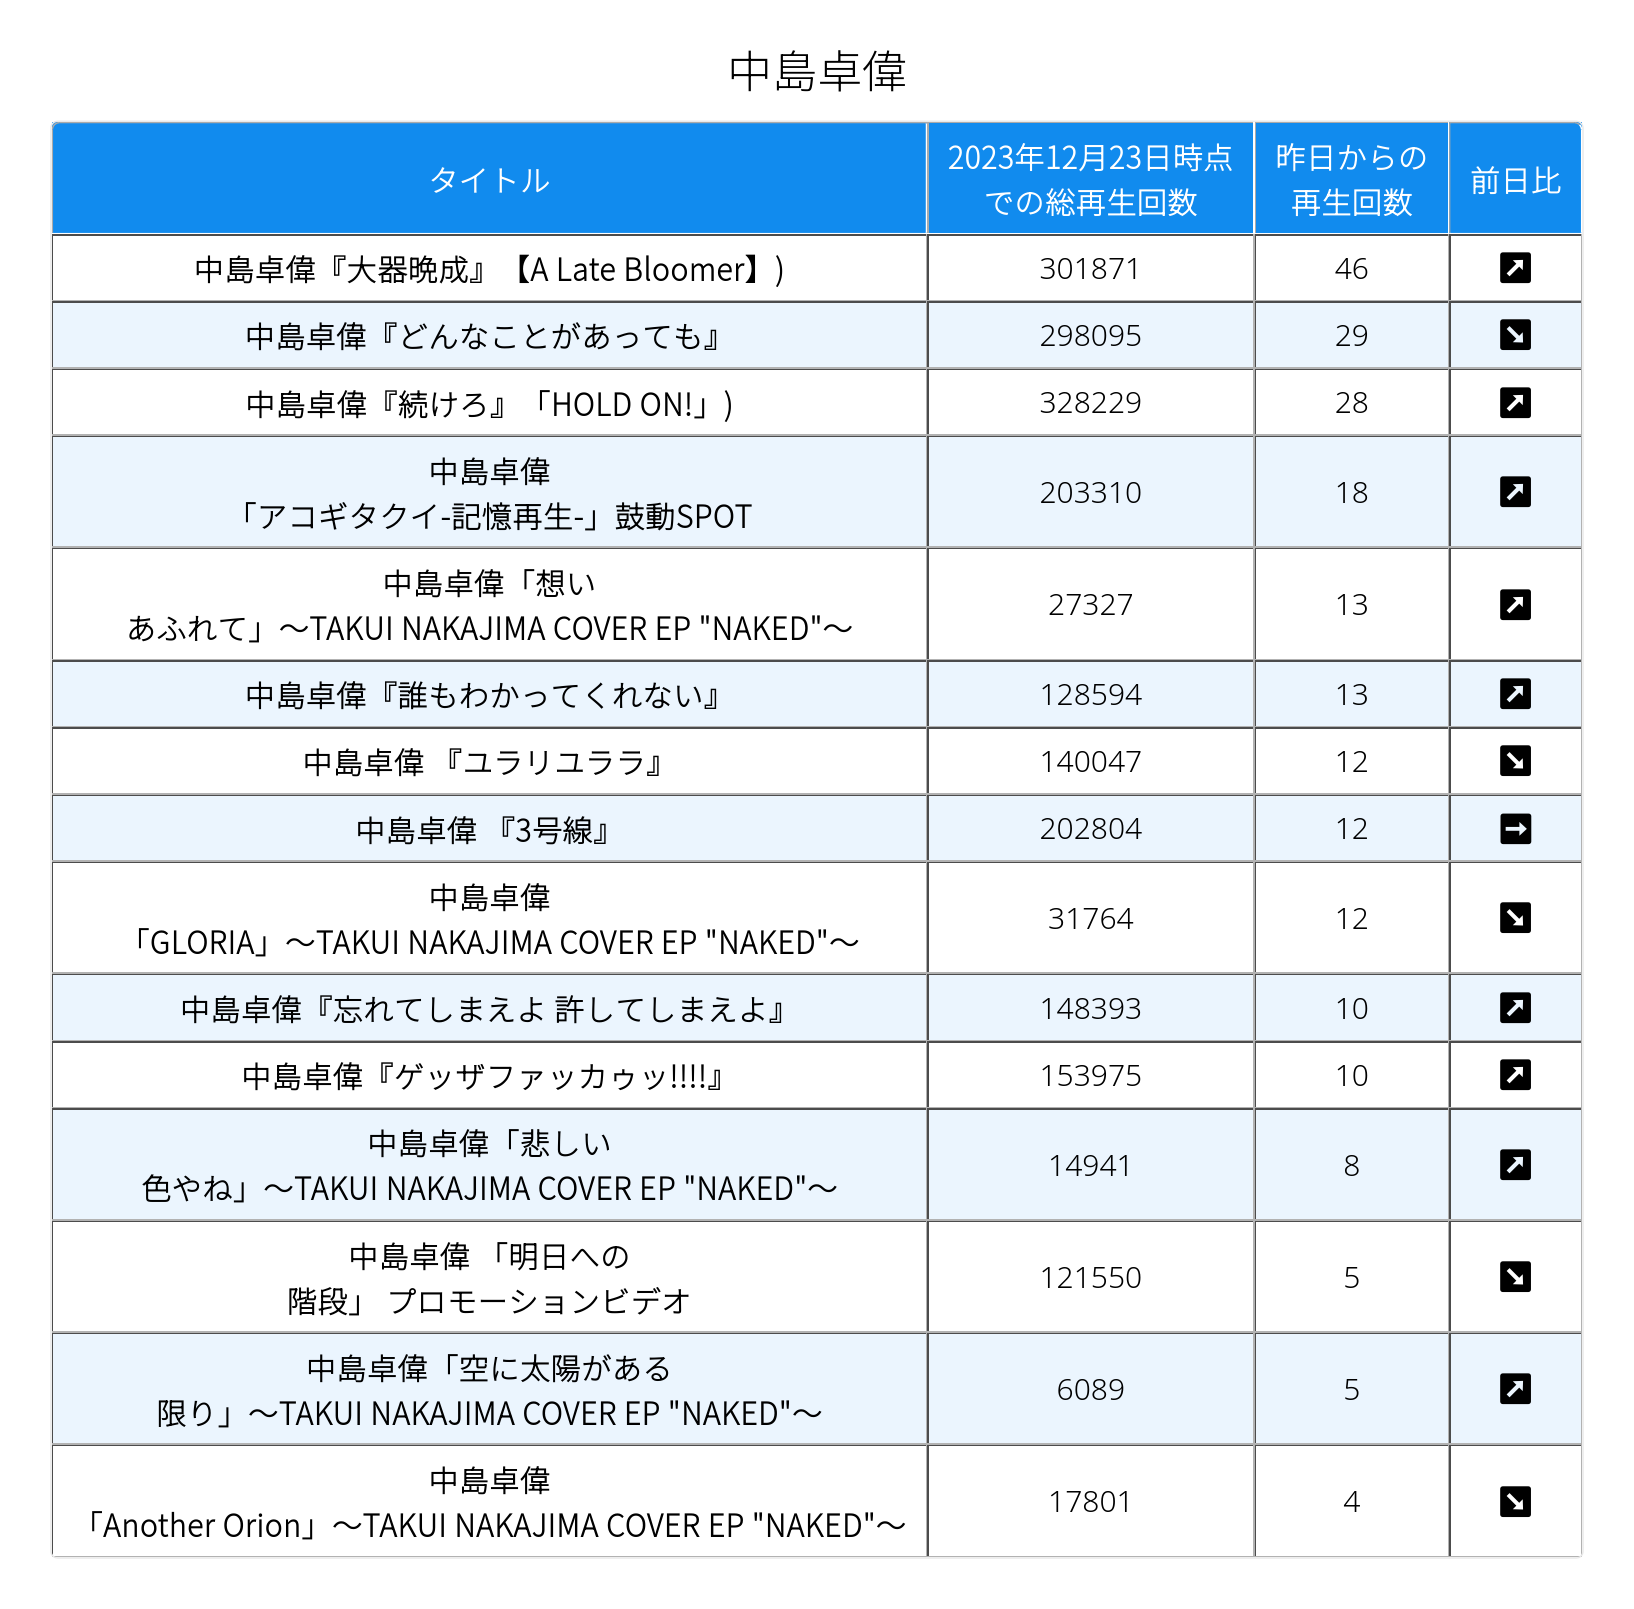 中島卓偉
タイトル
2023年12月23日時点
での総再生回数
昨日からの
再生回数
前日比
中島卓偉『大器晩成』【A Late Bloomer】) 301871 46 ↗
中島卓偉『どんなことがあっても』 298095 29 ↘
中島卓偉『続けろ』「HOLD ON!」) 328229 28 ↗
中島卓偉
「アコギタクイ-記憶再生-」鼓動SPOT 203310 18 ↗
中島卓偉「想い
あふれて」〜TAKUI NAKAJIMA COVER EP "NAKED"〜 27327 13 ↗
中島卓偉『誰もわかってくれない』 128594 13 ↗
中島卓偉 『ユラリユララ』 140047 12 ↘
中島卓偉 『3号線』 202804 12 →
中島卓偉
「GLORIA」〜TAKUI NAKAJIMA COVER EP "NAKED"〜 31764 12 ↘
中島卓偉『忘れてしまえよ 許してしまえよ』 148393 10 ↗
中島卓偉『ゲッザファッカゥッ!!!!』 153975 10 ↗
中島卓偉「悲しい
色やね」〜TAKUI NAKAJIMA COVER EP "NAKED"〜 14941 8 ↗
中島卓偉 「明日への
階段」 プロモーションビデオ 121550 5 ↘
中島卓偉「空に太陽がある
限り」〜TAKUI NAKAJIMA COVER EP "NAKED"〜 6089 5 ↗
中島卓偉
「Another Orion」〜TAKUI NAKAJIMA COVER EP "NAKED"〜 17801 4 ↘